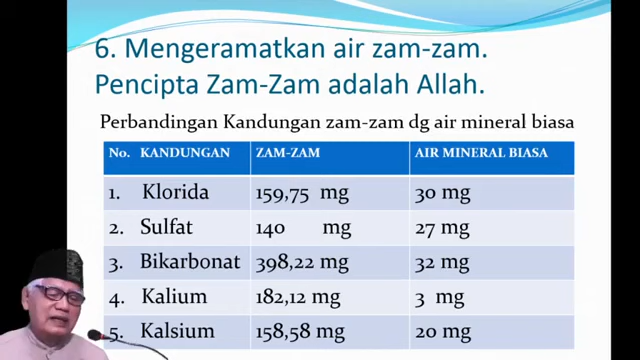 6. Mengeramatkan air zam-zam.
Pencipta Zam-Zam adalah Allah.
Perbandingan Kandungan zam-zam dg air mineral biasa
No. KANDUNGAN ZAM-ZAM AIR MINERAL BIASA
1. Klorida 159,75 mg 30 mg
2. Sulfat 140 mg 27 mg
3. Bikarbonat 398,22 mg 32 mg
4. Kalium 182,12 mg 3 mg
5. Kalsium 158,58 mg 20 mg